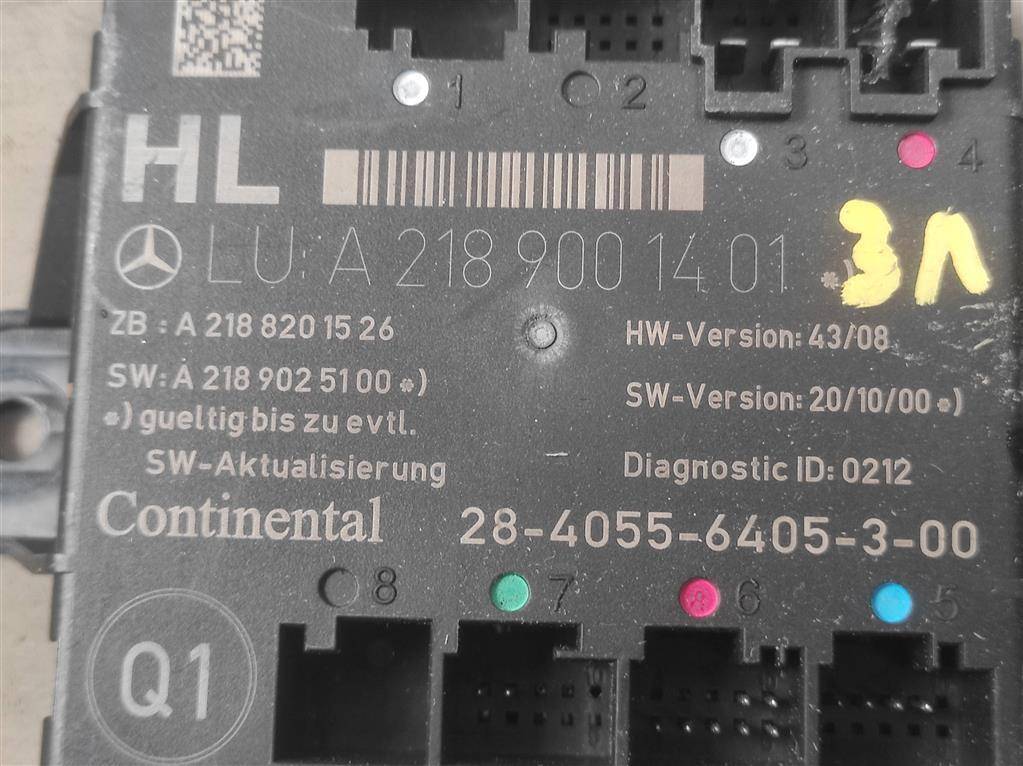 1 2
3 4
HL
LU: A 218 900 14 01 *) 3Л
ZB : A 218 820 15 26
HW-Version: 43/08
SW: A 218 902 51 00 *)
SW-Version: 20/10/00 *)
*) gueltig bis zu evtl.
SW-Aktualisierung
Diagnostic ID: 0212
Continental 28-4055-6405-3-00
8 7 6 5
Q1